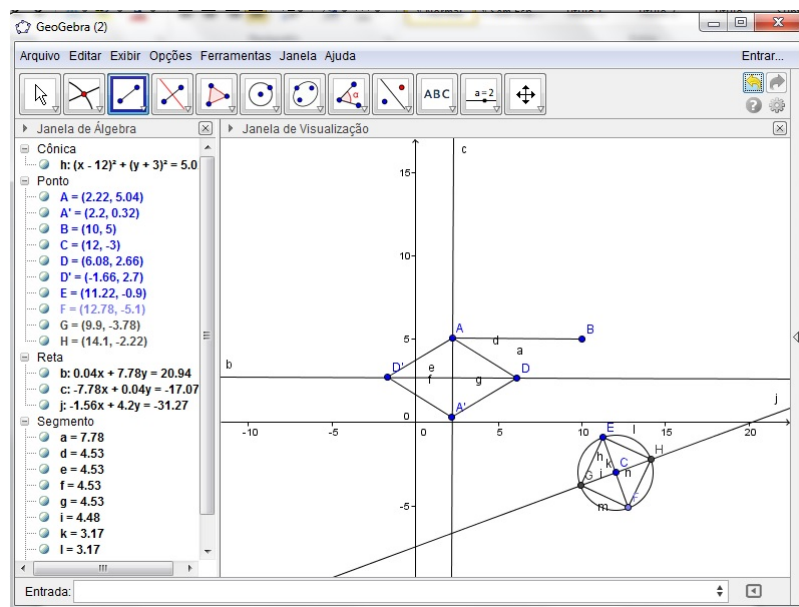 GeoGebra (2)
Arquivo Editar Exibir Opções Ferramentas Janela Ajuda
Entrar...
ABC
a=2
α
Janela de Álgebra
Janela de Visualização
Cônica
h: (x - 12)² + (y + 3)² = 5.0
Ponto
A = (2.22, 5.04)
A' = (2.2, 0.32)
B = (10, 5)
C = (12, -3)
D = (6.08, 2.66)
D' = (-1.66, 2.7)
E = (11.22, -0.9)
F = (12.78, -5.1)
G = (9.9, -3.78)
H = (14.1, -2.22)
Reta
b: 0.04x + 7.78y = 20.94
c: -7.78x + 0.04y = -17.07
j: -1.56x + 4.2y = -31.27
Segmento
a = 7.78
d = 4.53
e = 4.53
f = 4.53
g = 4.53
i = 4.48
k = 3.17
l = 3.17
c
15
10
5
A
B
d
a
b
D'
e
f
g
D
A'
0
-10
-5
0
5
10
15
20
j
E
l
h
k
C
H
G
i
n
F
m
-5
Entrada: